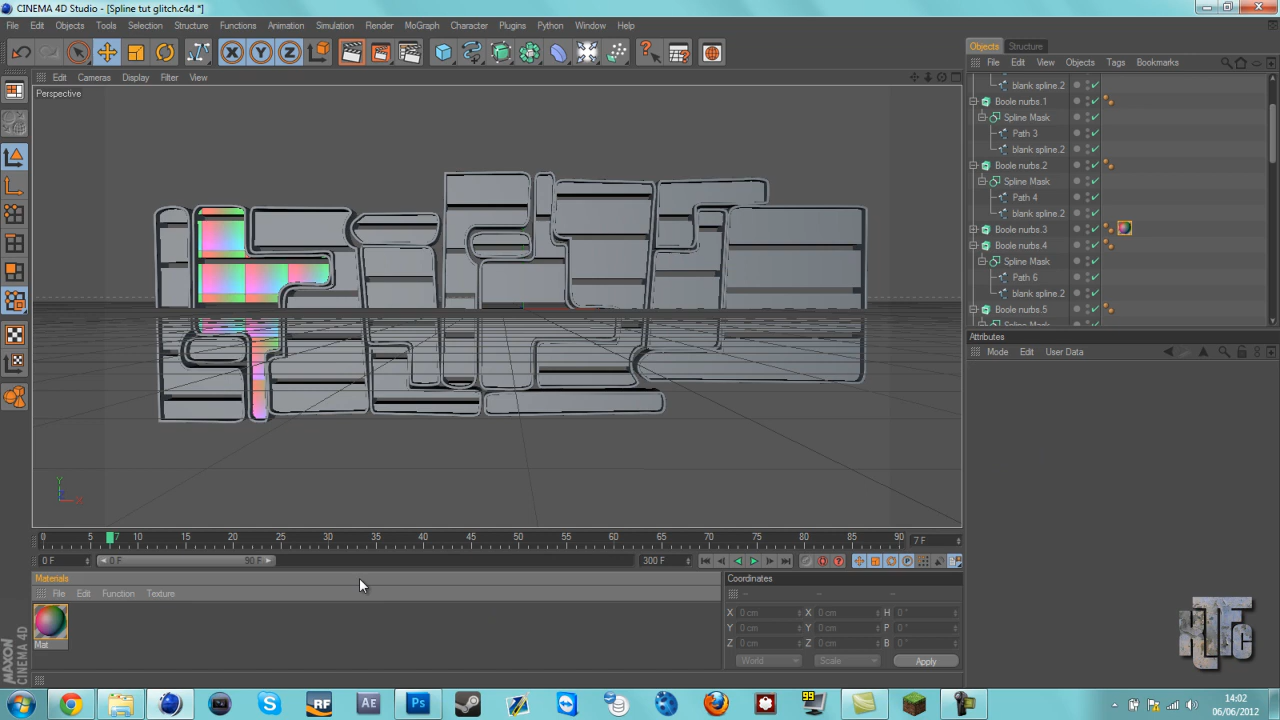 CINEMA 4D Studio - [Spline tut glitch.c4d *]
File Edit Objects Tools Selection Structure Functions Animation Simulation Render MoGraph Character Plugins Python Window Help
X Y Z
Objects Structure
File Edit View Objects Tags Bookmarks
Edit Cameras Display Filter View
Perspective
blank spline.2
Boole nurbs.1
Spline Mask
Path 3
blank spline.2
Boole nurbs.2
Spline Mask
Path 4
blank spline.2
Boole nurbs.3
Boole nurbs.4
Spline Mask
Path 6
blank spline.2
Boole nurbs.5
Spline Mask
Attributes
Mode Edit User Data
Y
X
0 5 7 10 15 20 25 30 35 40 45 50 55 60 65 70 75 80 85 90 7 F
0 F 0 F 90 F 300 F
Materials
File Edit Function Texture
Mat
Coordinates
-- -- --
X 0 cm X 0 cm H 0 °
Y 0 cm Y 0 cm P 0 °
Z 0 cm Z 0 cm B 0 °
World Scale Apply
MAXON
CINEMA 4D
RF Ae Ps 99
14:02
06/06/2012